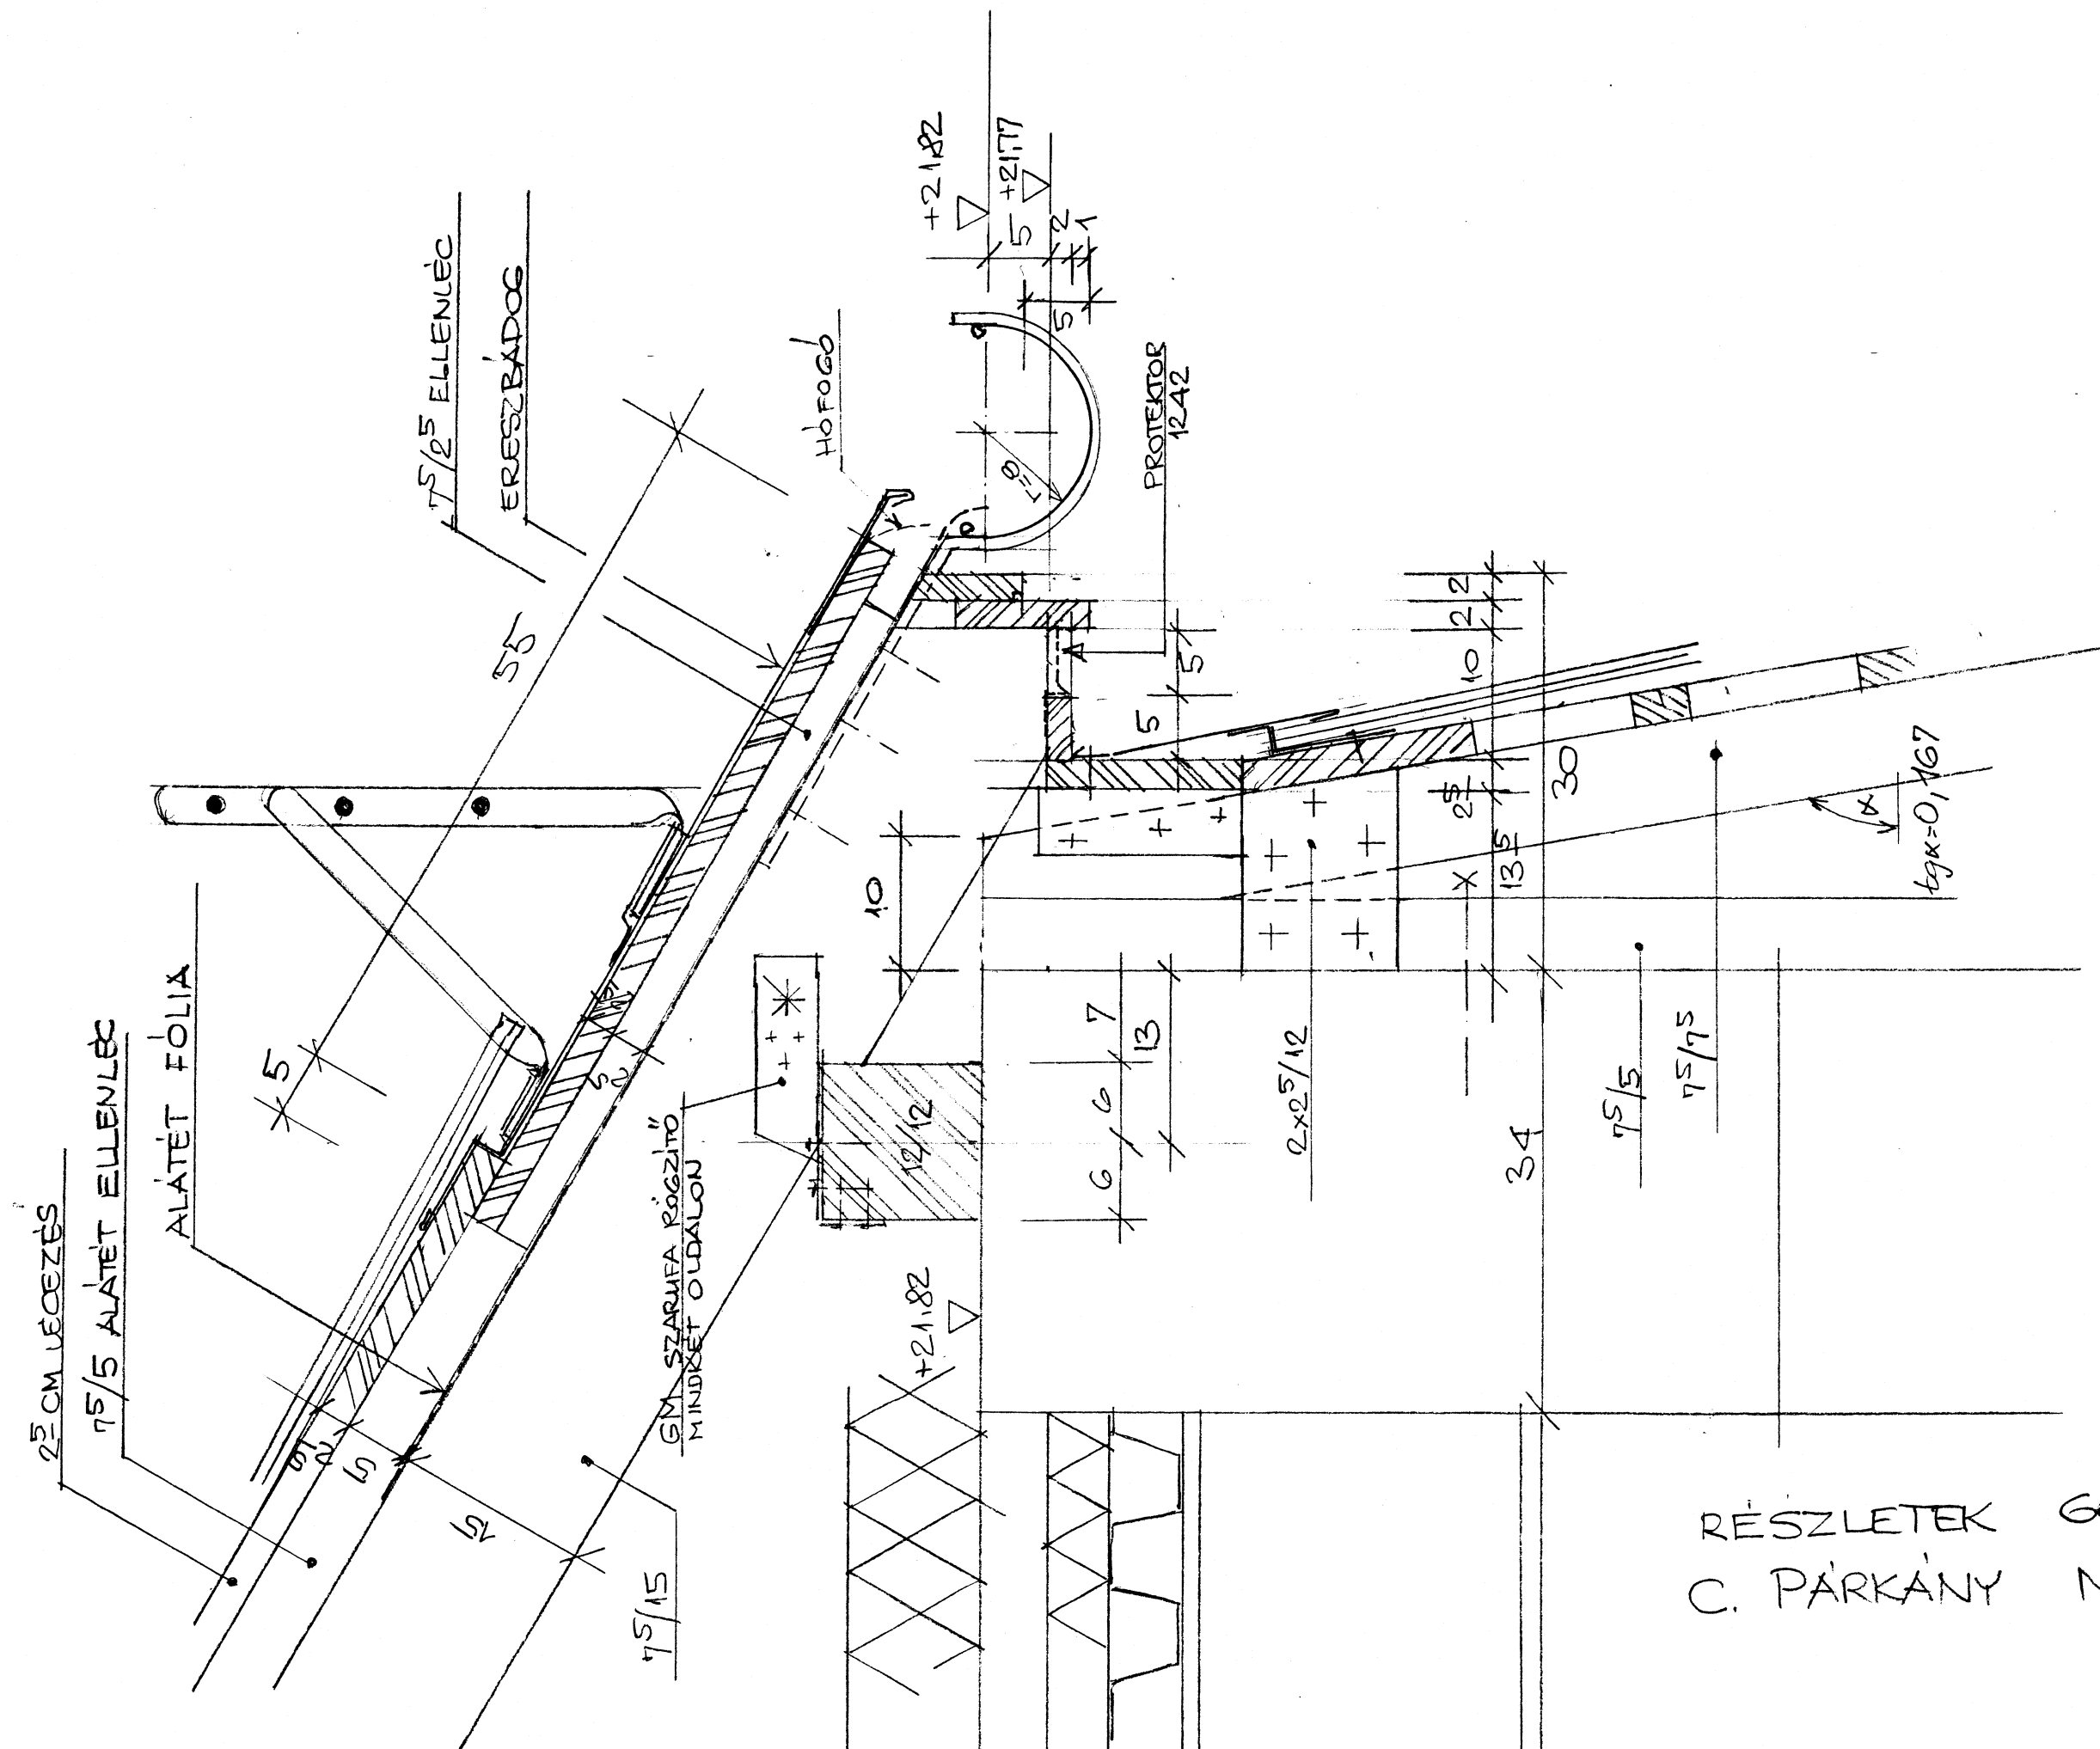 7⁵/2⁵ ELLENLÉC
ERESZBÁDOG
HÓFOGÓ
+21.82
+21.77
5
2
1
5
r=8
PROTEKTOR
1242
55
5
2⁵ CM LÉCEZÉS
7⁵/5 ALÁTÉT ELLENLÉC
ALÁTÉT FÓLIA
2⁵
2⁵
5
15
7⁵/15
GM SZARUFA RÖGZÍTŐ
MINDKÉT OLDALON
12/12
10
+21.82
5
5
2
2
10
2⁵
13⁵
30
34
X
7
13
6
6
2x2⁵/12
7⁵/5
7⁵/7⁵
α
tgα=0,167
RÉSZLETEK
C. PÁRKÁNY